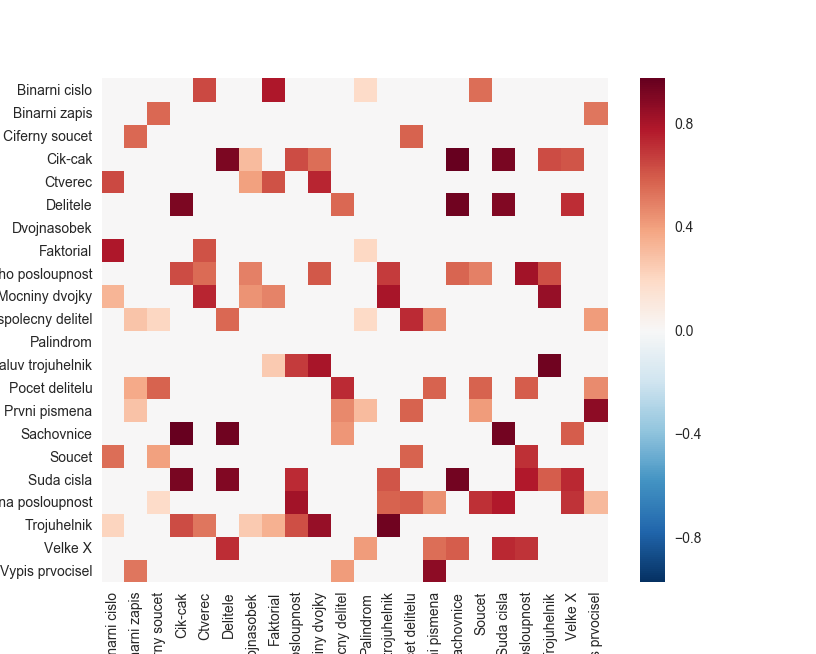 Binarni cislo
Binarni zapis
Ciferny soucet
Cik-cak
Ctverec
Delitele
Dvojnasobek
Faktorial
ho posloupnost
Mocniny dvojky
spolecny delitel
Palindrom
aluv trojuhelnik
Pocet delitelu
Prvni pismena
Sachovnice
Soucet
Suda cisla
na posloupnost
Trojuhelnik
Velke X
Vypis prvocisel
narni cislo
narni zapis
rny soucet
Cik-cak
Ctverec
Delitele
ojnasobek
Faktorial
osloupnost
iny dvojky
cny delitel
Palindrom
trojuhelnik
et delitelu
i pismena
achovnice
Soucet
Suda cisla
osloupnost
rojuhelnik
Velke X
s prvocisel
0.8
0.4
0.0
−0.4
−0.8